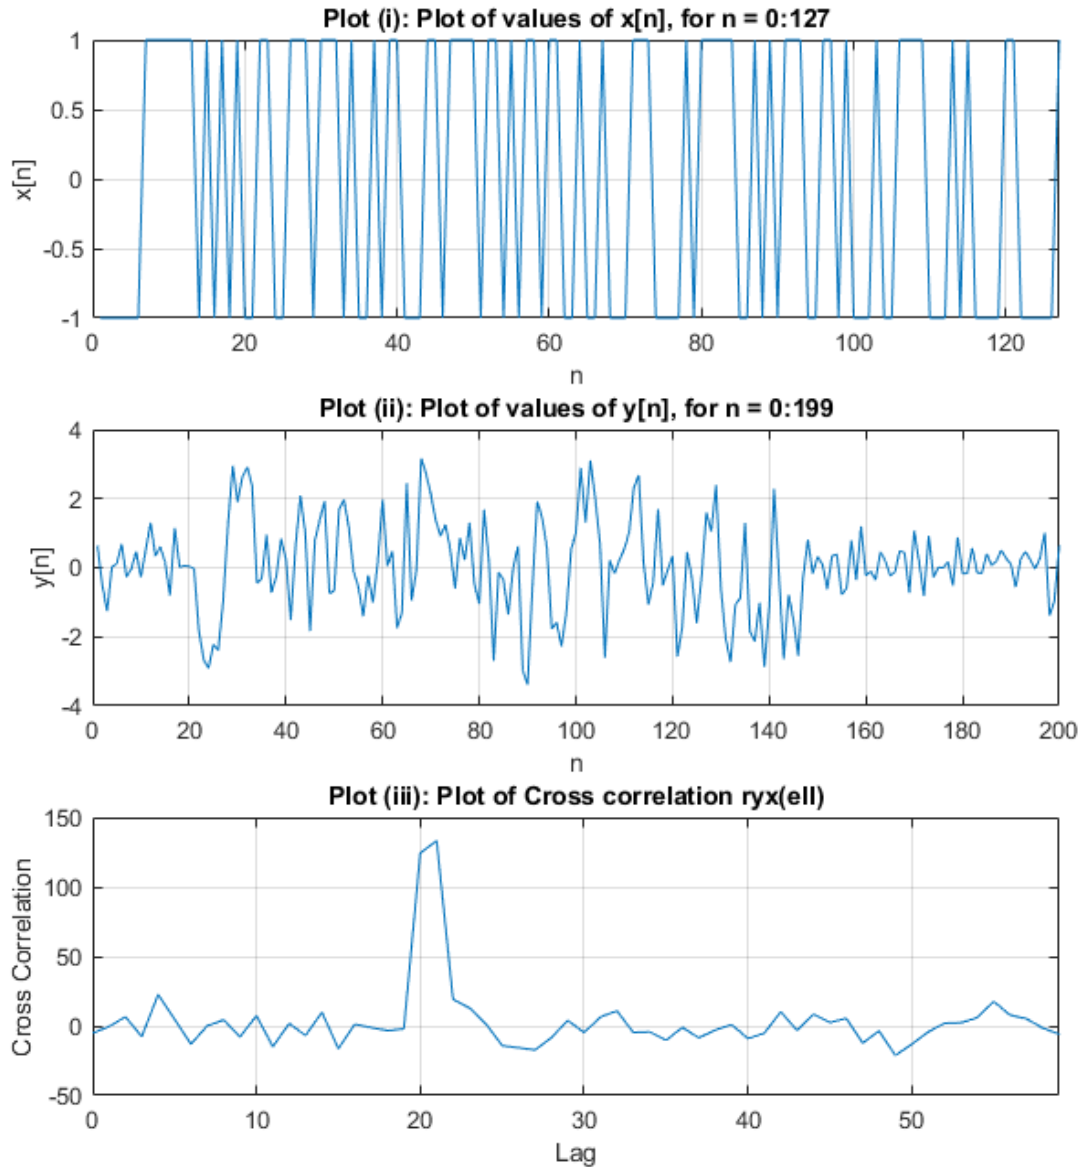 Plot (i): Plot of values of x[n], for n = 0:127
x[n]
1
0.5
0
-0.5
-1
0 20 40 60 80 100 120
n
Plot (ii): Plot of values of y[n], for n = 0:199
y[n]
4
2
0
-2
-4
0 20 40 60 80 100 120 140 160 180 200
n
Plot (iii): Plot of Cross correlation ryx(ell)
Cross Correlation
150
100
50
0
-50
0 10 20 30 40 50
Lag